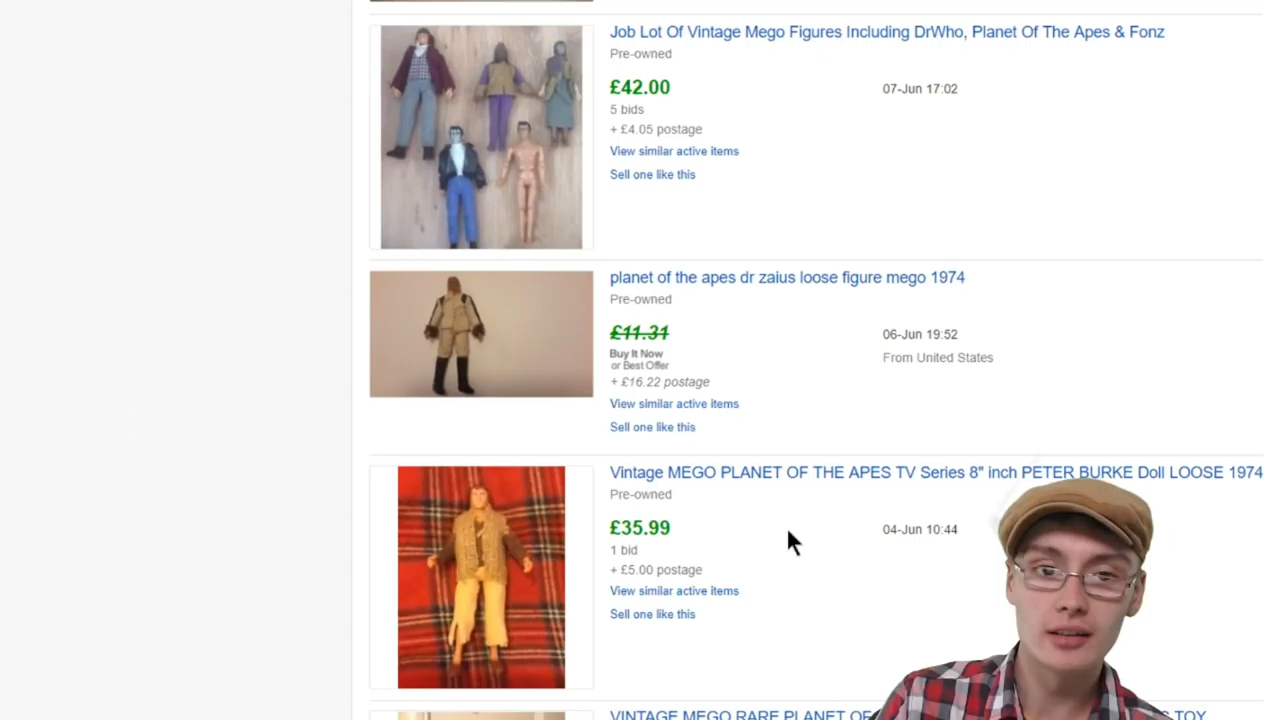 Job Lot Of Vintage Mego Figures Including DrWho, Planet Of The Apes & Fonz
Pre-owned
£42.00
07-Jun 17:02
5 bids
+ £4.05 postage
View similar active items
Sell one like this
planet of the apes dr zaius loose figure mego 1974
Pre-owned
£11.31
06-Jun 19:52
Buy It Now
or Best Offer
From United States
+ £16.22 postage
View similar active items
Sell one like this
Vintage MEGO PLANET OF THE APES TV Series 8" inch PETER BURKE Doll LOOSE 1974
Pre-owned
£35.99
04-Jun 10:44
1 bid
+ £5.00 postage
View similar active items
Sell one like this
VINTAGE MEGO RARE PLANET OF TOY